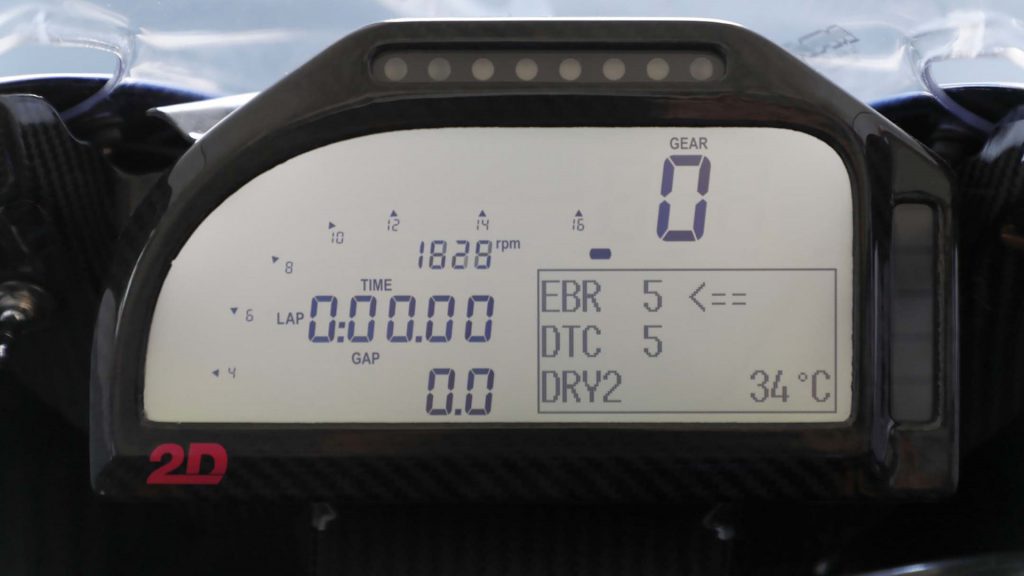 GEAR
0
10 12 14 16
1828 rpm
8
TIME
6 LAP 0:00.00
GAP
4
0.0
EBR 5 <==
DTC 5
DRY2 34°C
2D